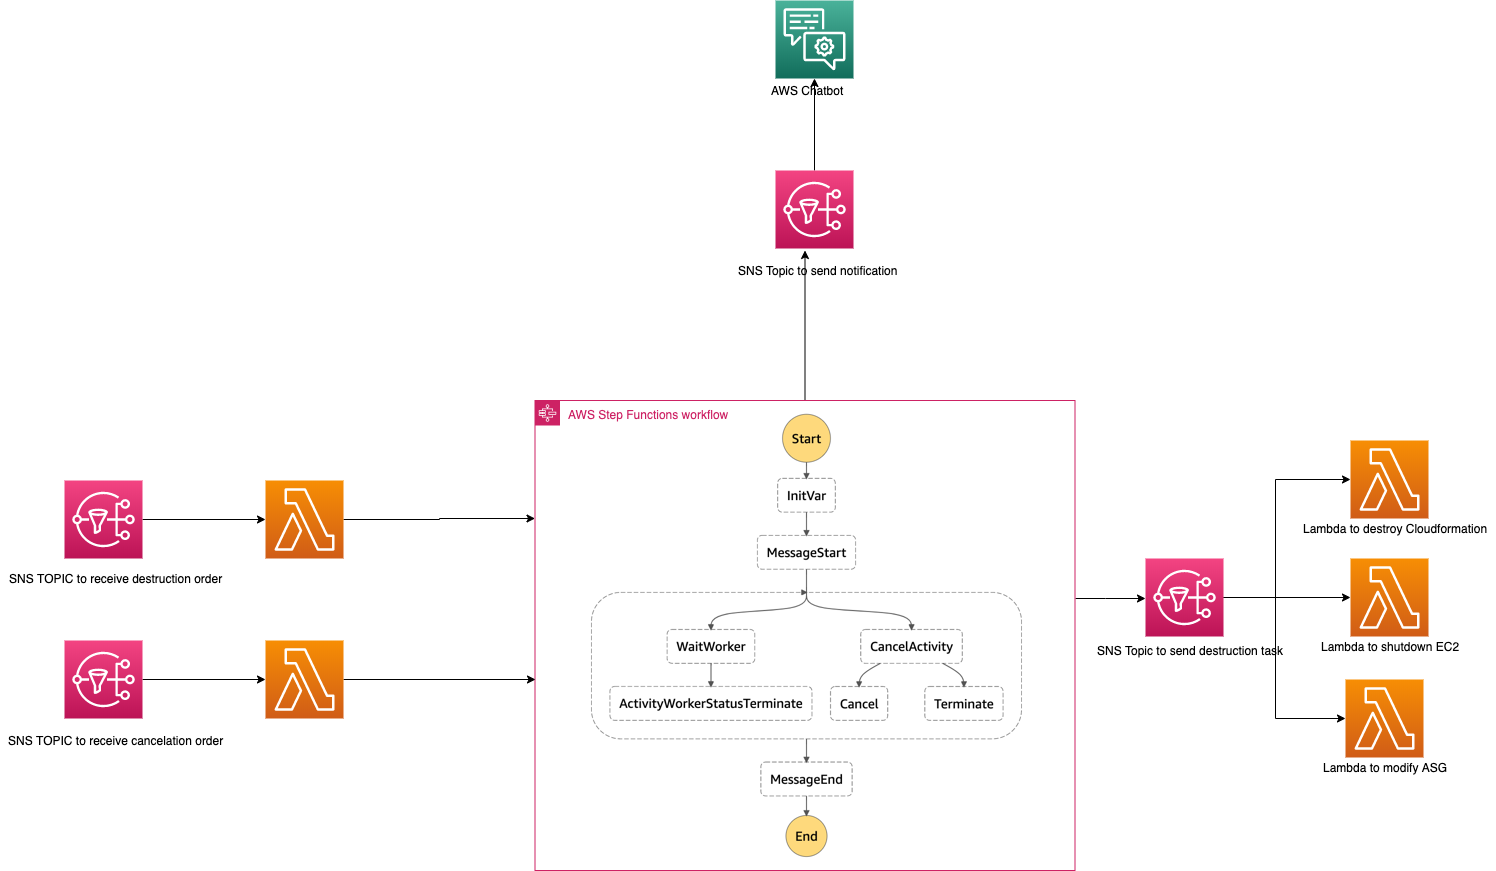 AWS Chatbot
SNS Topic to send notification
AWS Step Functions workflow
Start
InitVar
MessageStart
WaitWorker
CancelActivity
ActivityWorkerStatusTerminate
Cancel
Terminate
MessageEnd
End
SNS TOPIC to receive destruction order
SNS TOPIC to receive cancelation order
SNS Topic to send destruction task
Lambda to destroy Cloudformation
Lambda to shutdown EC2
Lambda to modify ASG